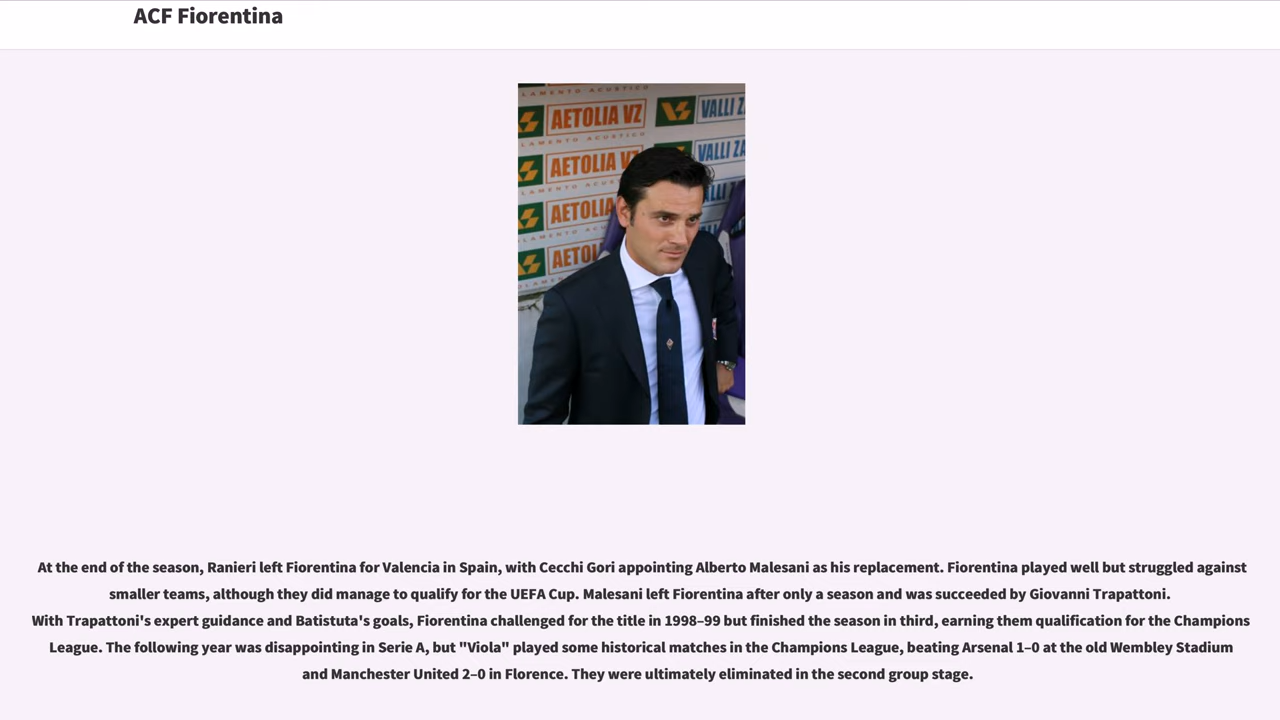 ACF Fiorentina
LAMENTO ACUSTICO
AETOLIA VZ
VALLI
LAMENTO ACUSTICO
AETOLIA VZ
VALLI ZA
LAMENTO
AETOLIA
LAMENTO
AETOLIA
At the end of the season, Ranieri left Fiorentina for Valencia in Spain, with Cecchi Gori appointing Alberto Malesani as his replacement. Fiorentina played well but struggled against
smaller teams, although they did manage to qualify for the UEFA Cup. Malesani left Fiorentina after only a season and was succeeded by Giovanni Trapattoni.
With Trapattoni's expert guidance and Batistuta's goals, Fiorentina challenged for the title in 1998–99 but finished the season in third, earning them qualification for the Champions
League. The following year was disappointing in Serie A, but "Viola" played some historical matches in the Champions League, beating Arsenal 1–0 at the old Wembley Stadium
and Manchester United 2–0 in Florence. They were ultimately eliminated in the second group stage.